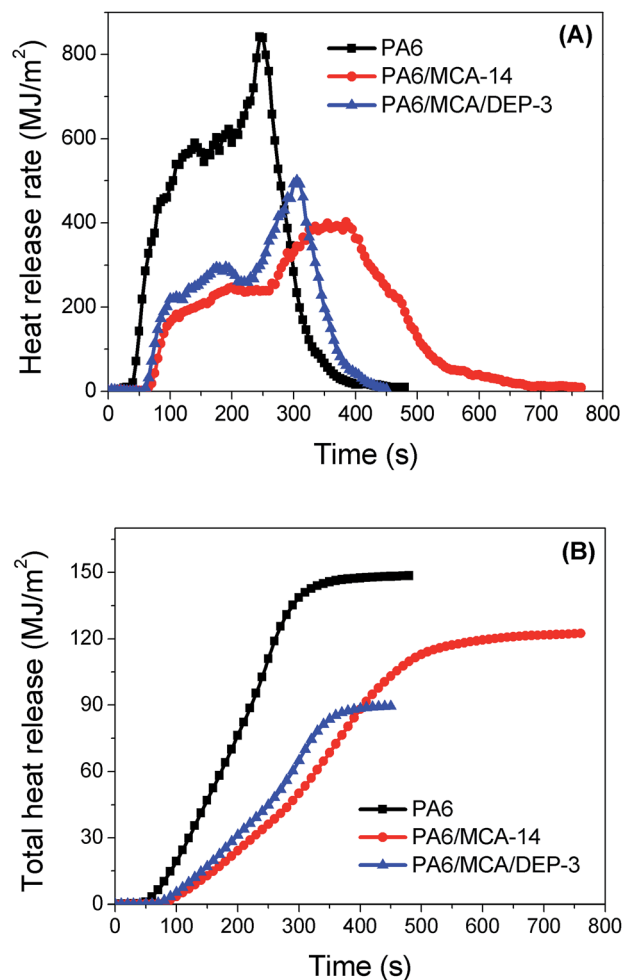 (A)
PA6
PA6/MCA-14
PA6/MCA/DEP-3
Heat release rate (MJ/m²)
800
600
400
200
0
0 100 200 300 400 500 600 700 800
Time (s)
(B)
Total heat release (MJ/m²)
150
120
90
60
30
0
PA6
PA6/MCA-14
PA6/MCA/DEP-3
0 100 200 300 400 500 600 700 800
Time (s)